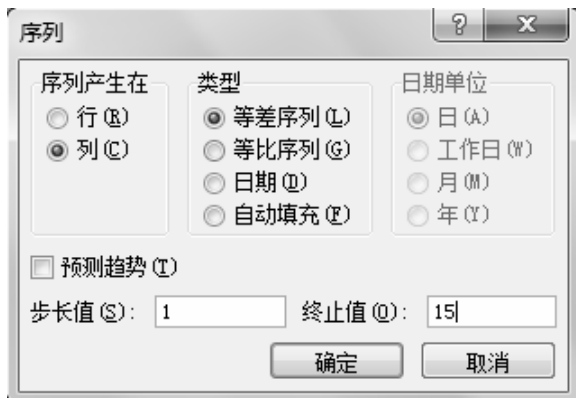 序列
序列产生在 类型 日期单位
行(R) 等差序列(L) 日(A)
列(C) 等比序列(G) 工作日(W)
日期(D) 月(M)
自动填充(F) 年(Y)
预测趋势(T)
步长值(S): 1 终止值(O): 15
确定 取消